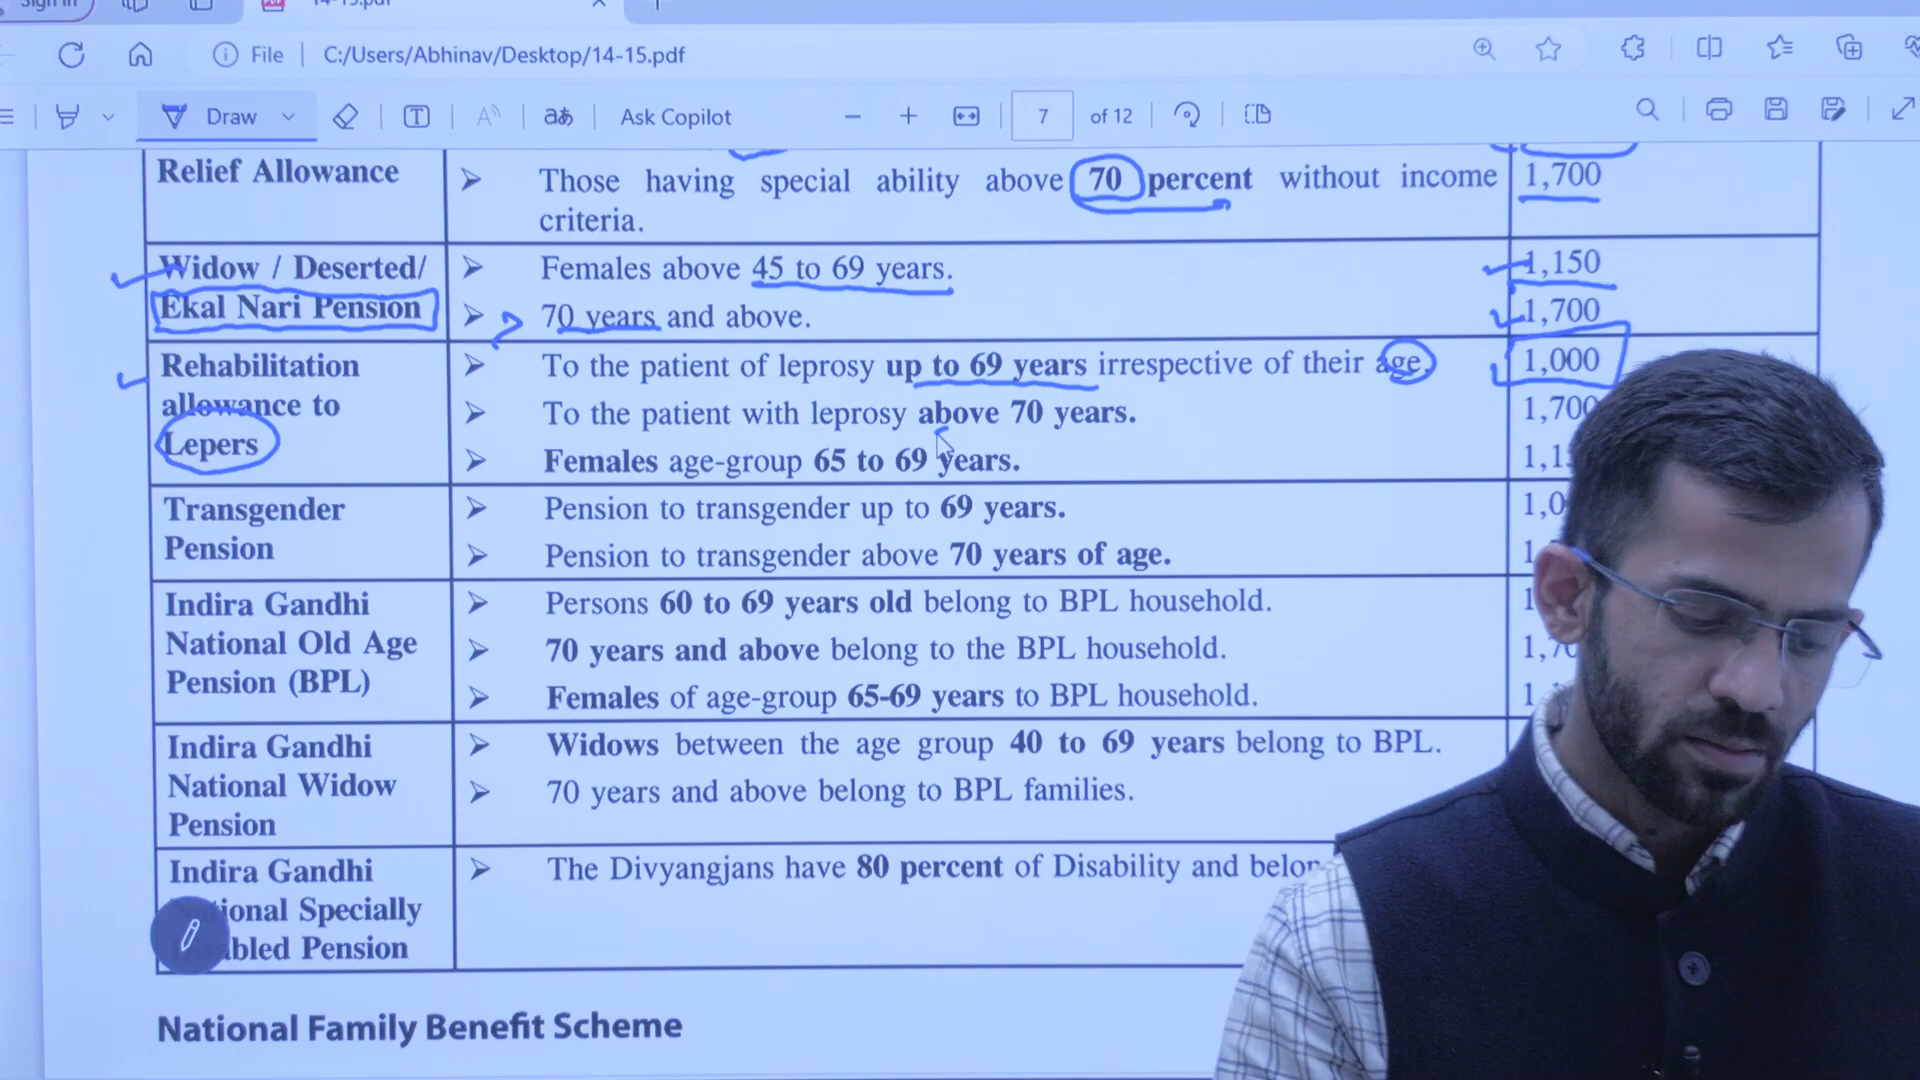 Sign in
14-15.pdf
File C:/Users/Abhinav/Desktop/14-15.pdf
Draw
Ask Copilot
7 of 12
Relief Allowance
Those having special ability above 70 percent without income 1,700
criteria.
Widow / Deserted/
Ekal Nari Pension
Females above 45 to 69 years. 1,150
70 years and above. 1,700
Rehabilitation
allowance to
Lepers
To the patient of leprosy up to 69 years irrespective of their age. 1,000
To the patient with leprosy above 70 years. 1,700
Females age-group 65 to 69 years.
Transgender
Pension
Pension to transgender up to 69 years.
Pension to transgender above 70 years of age.
Indira Gandhi
National Old Age
Pension (BPL)
Persons 60 to 69 years old belong to BPL household.
70 years and above belong to the BPL household.
Females of age-group 65-69 years to BPL household.
Indira Gandhi
National Widow
Pension
Widows between the age group 40 to 69 years belong to BPL.
70 years and above belong to BPL families.
Indira Gandhi
Specially
Pension
The Divyangjans have 80 percent of Disability and
National Family Benefit Scheme